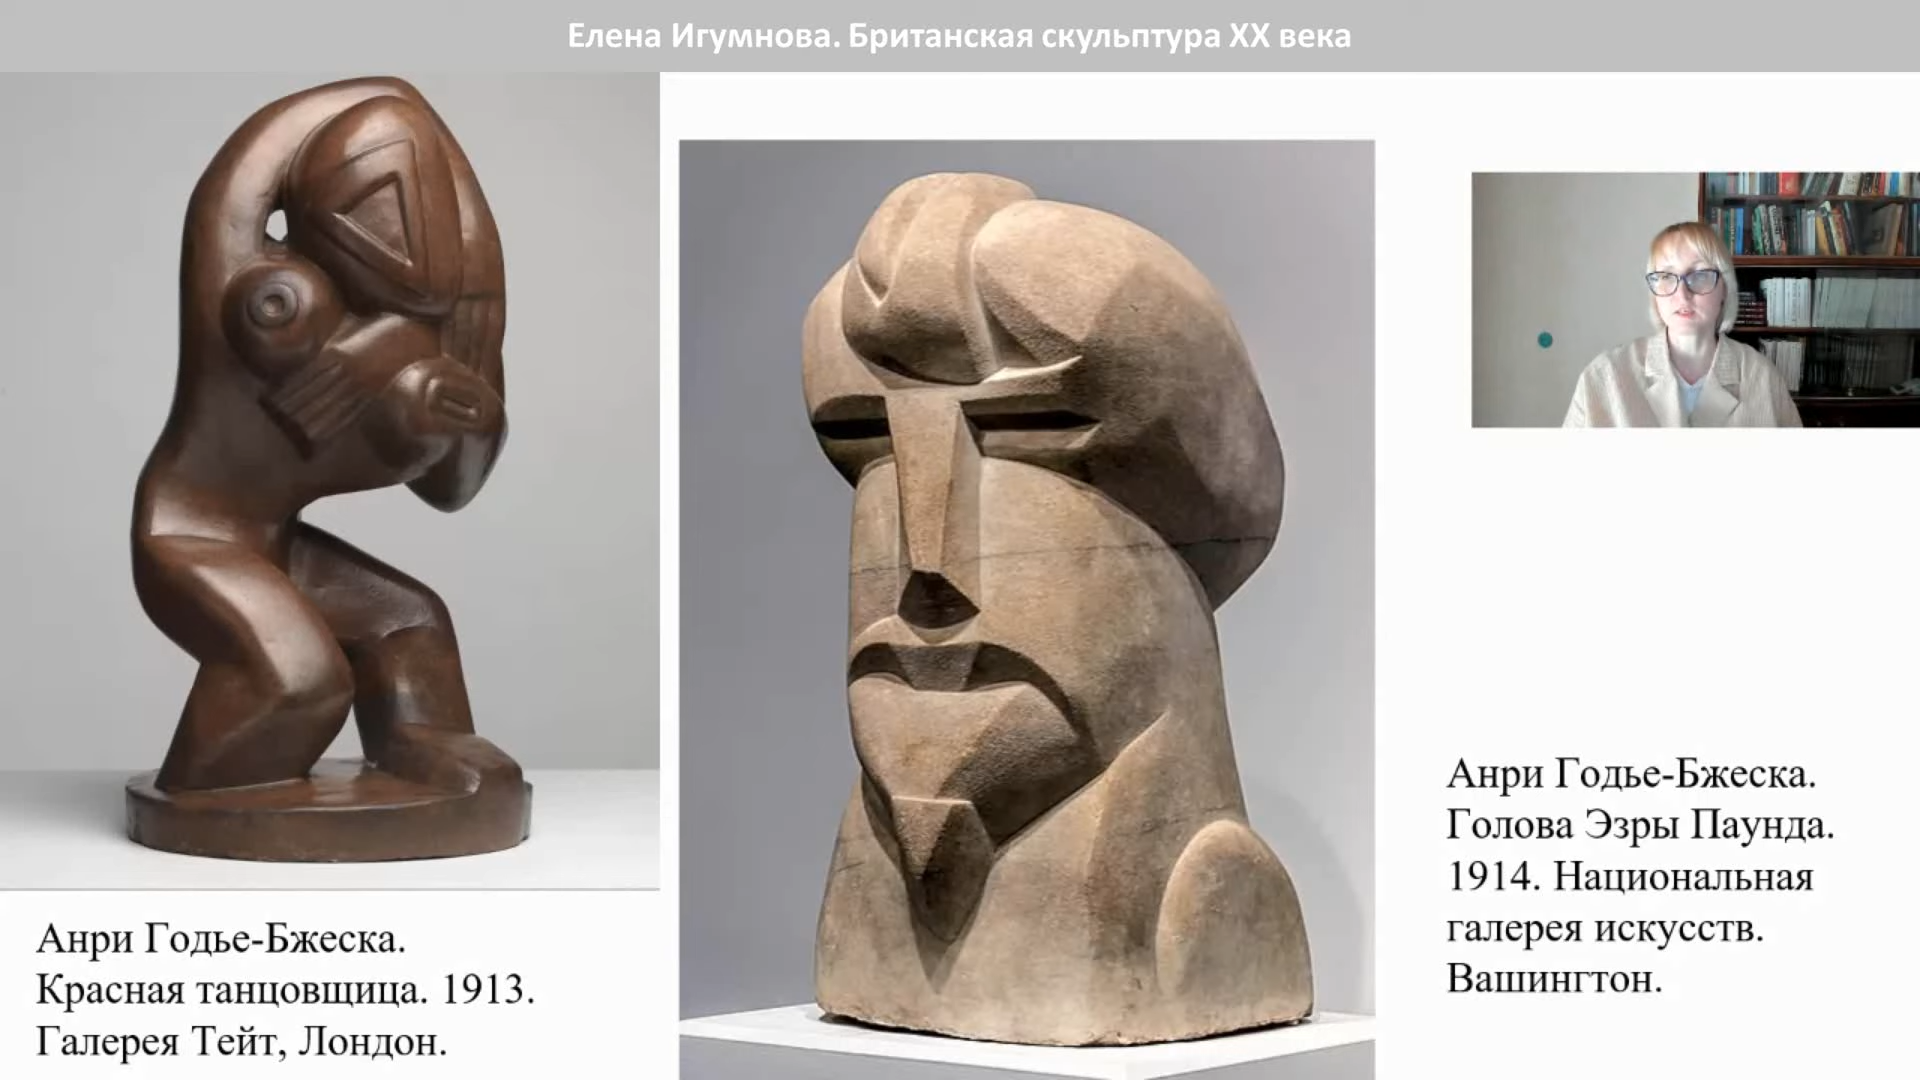 Елена Игумнова. Британская скульптура XX века
Анри Годье-Бжеска.
Красная танцовщица. 1913.
Галерея Тейт, Лондон.
Анри Годье-Бжеска.
Голова Эзры Паунда.
1914. Национальная
галерея искусств.
Вашингтон.